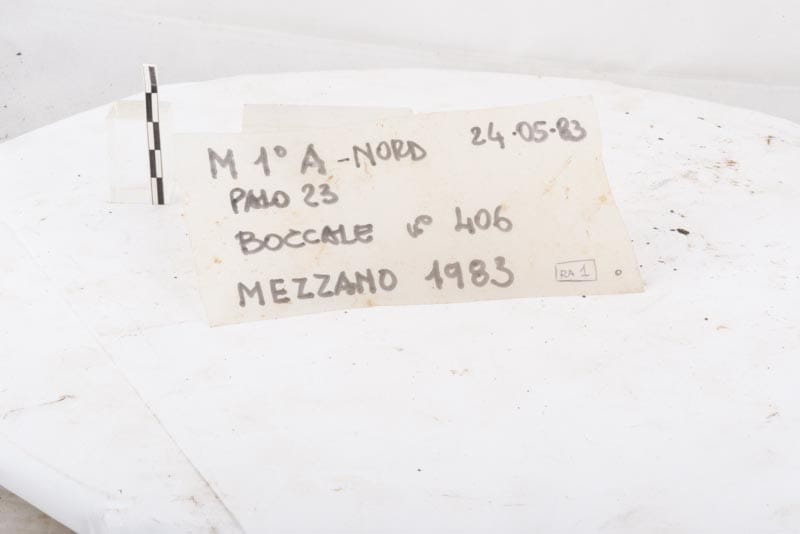 M 1° A - NORD 24·05·83
PALO 23
BOCCALE N° 406
MEZZANO 1983 RA 1